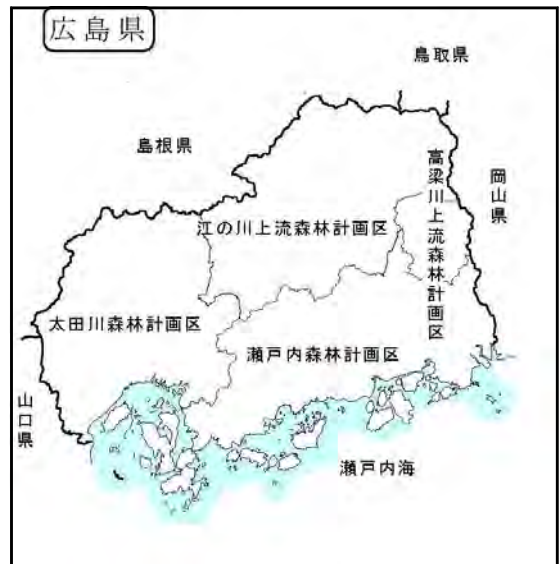 広島県
鳥取県
島根県
岡山県
高梁川上流森林計画区
江の川上流森林計画区
太田川森林計画区
瀬戸内森林計画区
山口県
瀬戸内海